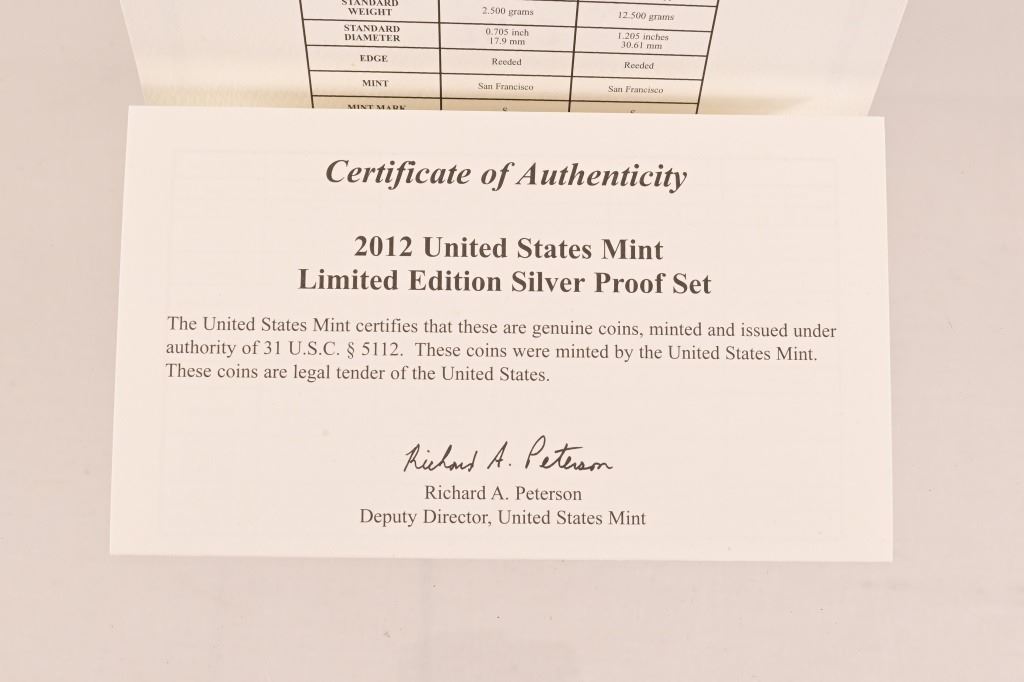 STANDARD
WEIGHT 2.500 grams 12.500 grams
STANDARD
DIAMETER 0.705 inch
17.9 mm 1.205 inches
30.61 mm
EDGE Reeded Reeded
MINT San Francisco San Francisco
MINT MARK S S
Certificate of Authenticity
2012 United States Mint
Limited Edition Silver Proof Set
The United States Mint certifies that these are genuine coins, minted and issued under
authority of 31 U.S.C. § 5112. These coins were minted by the United States Mint.
These coins are legal tender of the United States.
Richard A. Peterson
Richard A. Peterson
Deputy Director, United States Mint